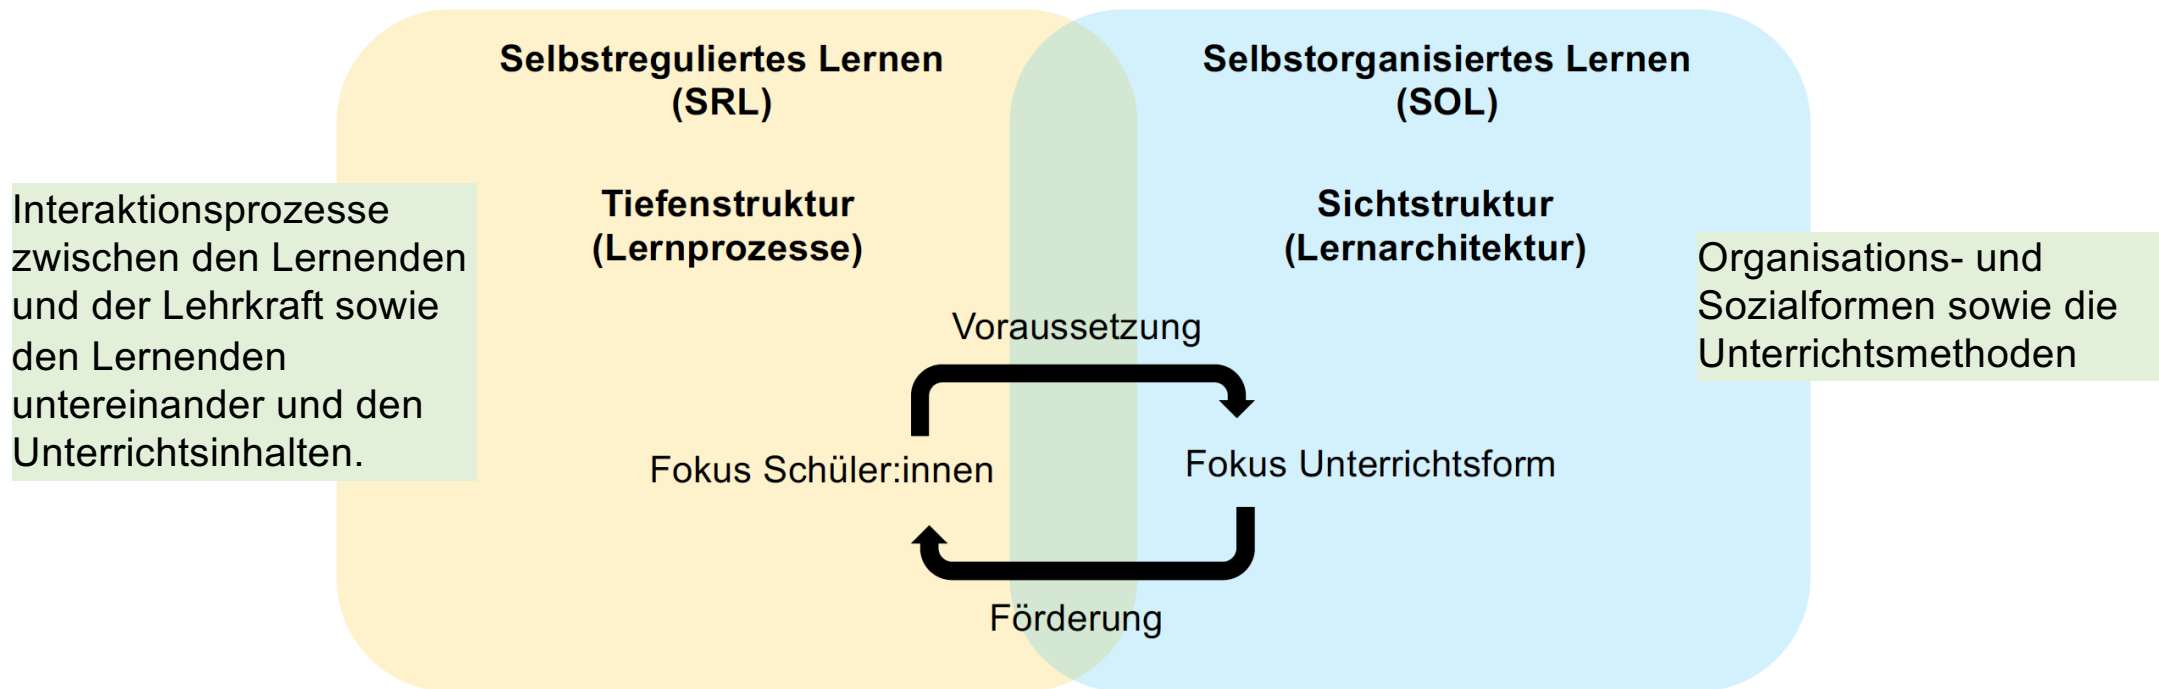 Selbstreguliertes Lernen
(SRL)
Selbstorganisiertes Lernen
(SOL)
Tiefenstruktur
(Lernprozesse)
Sichtstruktur
(Lernarchitektur)
Interaktionsprozesse
zwischen den Lernenden
und der Lehrkraft sowie
den Lernenden
untereinander und den
Unterrichtsinhalten.
Organisations- und
Sozialformen sowie die
Unterrichtsmethoden
Voraussetzung
Fokus Schüler:innen
Fokus Unterrichtsform
Förderung